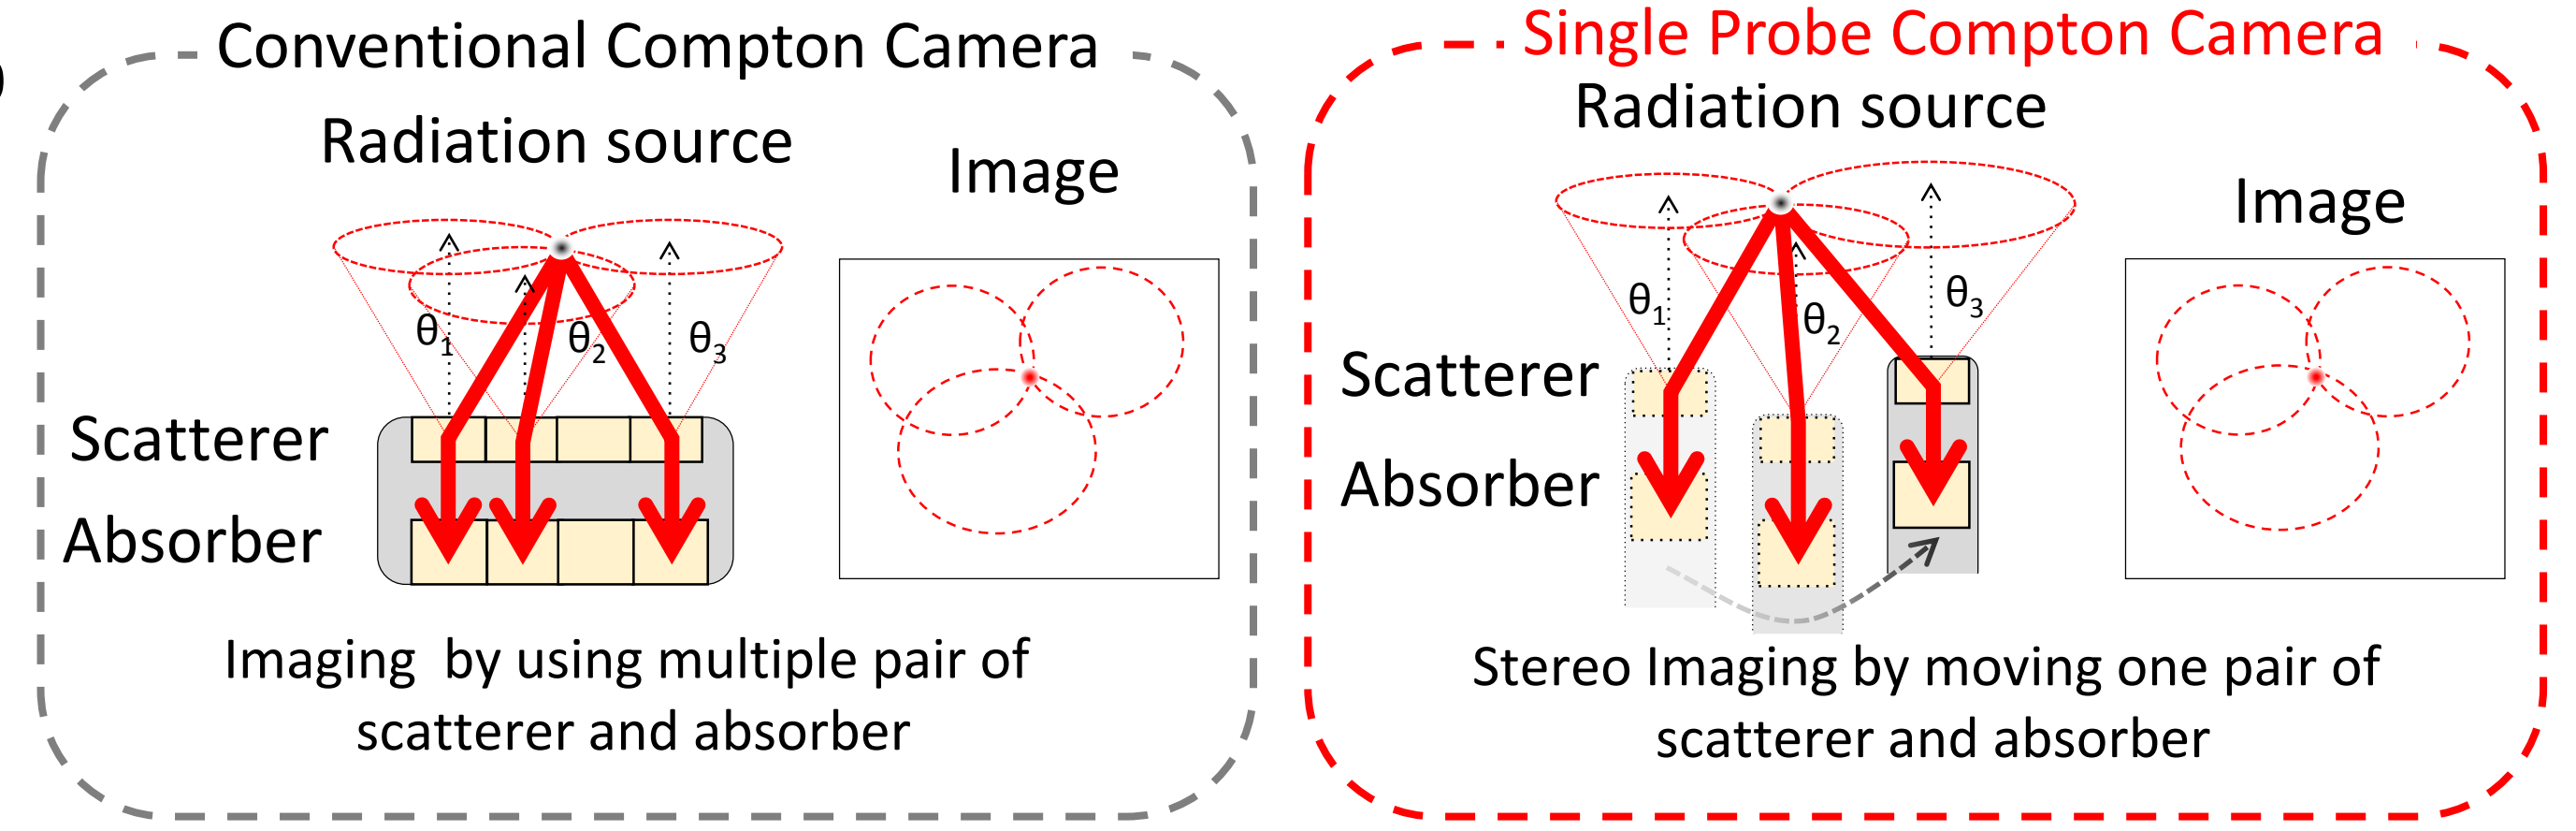 )
Conventional Compton Camera
Radiation source
Image
θ1
θ2
θ3
Scatterer
Absorber
Imaging by using multiple pair of
scatterer and absorber
Single Probe Compton Camera
Radiation source
Image
θ1
θ2
θ3
Scatterer
Absorber
Stereo Imaging by moving one pair of
scatterer and absorber